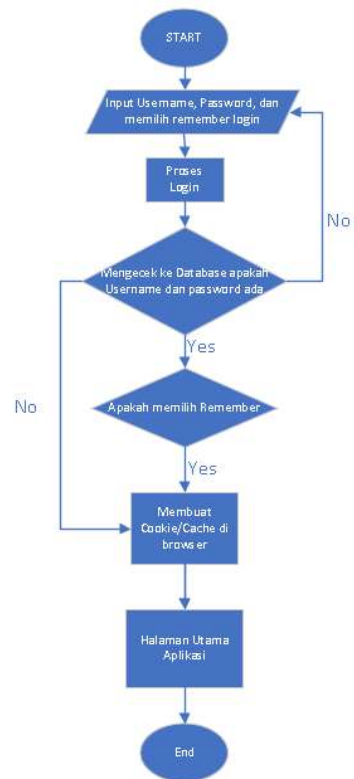 START
Input Username, Password, dan
memilih remember login
Proses
Login
No
Mengecek ke Database apakah
Username dan password ada
Yes
No
Apakah memilih Remember
Yes
Membuat
Cookie/Cache di
browser
Halaman Utama
Aplikasi
End